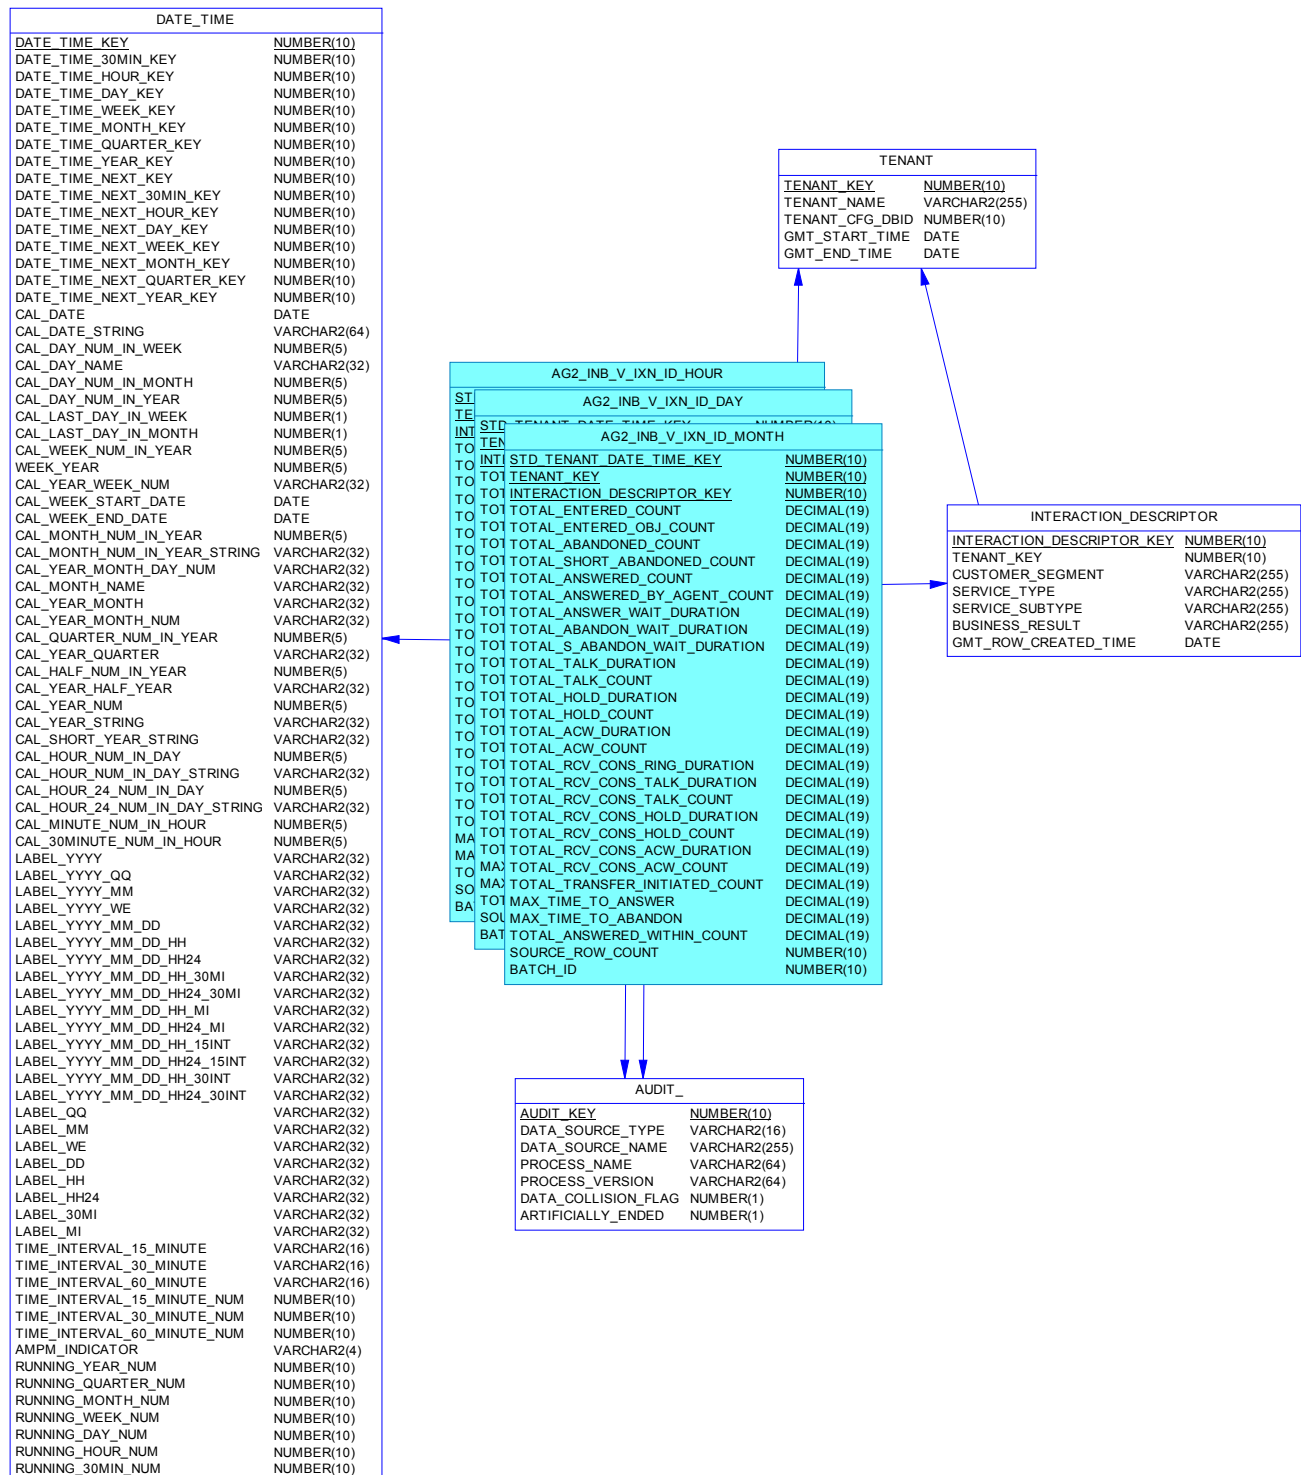 DATE_TIME
DATE_TIME_KEY NUMBER(10)
DATE_TIME_30MIN_KEY NUMBER(10)
DATE_TIME_HOUR_KEY NUMBER(10)
DATE_TIME_DAY_KEY NUMBER(10)
DATE_TIME_WEEK_KEY NUMBER(10)
DATE_TIME_MONTH_KEY NUMBER(10)
DATE_TIME_QUARTER_KEY NUMBER(10)
DATE_TIME_YEAR_KEY NUMBER(10)
DATE_TIME_NEXT_KEY NUMBER(10)
DATE_TIME_NEXT_30MIN_KEY NUMBER(10)
DATE_TIME_NEXT_HOUR_KEY NUMBER(10)
DATE_TIME_NEXT_DAY_KEY NUMBER(10)
DATE_TIME_NEXT_WEEK_KEY NUMBER(10)
DATE_TIME_NEXT_MONTH_KEY NUMBER(10)
DATE_TIME_NEXT_QUARTER_KEY NUMBER(10)
DATE_TIME_NEXT_YEAR_KEY NUMBER(10)
CAL_DATE DATE
CAL_DATE_STRING VARCHAR2(64)
CAL_DAY_NUM_IN_WEEK NUMBER(5)
CAL_DAY_NAME VARCHAR2(32)
CAL_DAY_NUM_IN_MONTH NUMBER(5)
CAL_DAY_NUM_IN_YEAR NUMBER(5)
CAL_LAST_DAY_IN_WEEK NUMBER(1)
CAL_LAST_DAY_IN_MONTH NUMBER(1)
CAL_WEEK_NUM_IN_YEAR NUMBER(5)
WEEK_YEAR NUMBER(5)
CAL_YEAR_WEEK_NUM VARCHAR2(32)
CAL_WEEK_START_DATE DATE
CAL_WEEK_END_DATE DATE
CAL_MONTH_NUM_IN_YEAR NUMBER(5)
CAL_MONTH_NUM_IN_YEAR_STRING VARCHAR2(32)
CAL_YEAR_MONTH_DAY_NUM VARCHAR2(32)
CAL_MONTH_NAME VARCHAR2(32)
CAL_YEAR_MONTH VARCHAR2(32)
CAL_YEAR_MONTH_NUM VARCHAR2(32)
CAL_QUARTER_NUM_IN_YEAR NUMBER(5)
CAL_YEAR_QUARTER VARCHAR2(32)
CAL_HALF_NUM_IN_YEAR NUMBER(5)
CAL_YEAR_HALF_YEAR VARCHAR2(32)
CAL_YEAR_NUM NUMBER(5)
CAL_YEAR_STRING VARCHAR2(32)
CAL_SHORT_YEAR_STRING VARCHAR2(32)
CAL_HOUR_NUM_IN_DAY NUMBER(5)
CAL_HOUR_NUM_IN_DAY_STRING VARCHAR2(32)
CAL_HOUR_24_NUM_IN_DAY NUMBER(5)
CAL_HOUR_24_NUM_IN_DAY_STRING VARCHAR2(32)
CAL_MINUTE_NUM_IN_HOUR NUMBER(5)
CAL_30MINUTE_NUM_IN_HOUR NUMBER(5)
LABEL_YYYY VARCHAR2(32)
LABEL_YYYY_QQ VARCHAR2(32)
LABEL_YYYY_MM VARCHAR2(32)
LABEL_YYYY_WE VARCHAR2(32)
LABEL_YYYY_MM_DD VARCHAR2(32)
LABEL_YYYY_MM_DD_HH VARCHAR2(32)
LABEL_YYYY_MM_DD_HH24 VARCHAR2(32)
LABEL_YYYY_MM_DD_HH_30MI VARCHAR2(32)
LABEL_YYYY_MM_DD_HH24_30MI VARCHAR2(32)
LABEL_YYYY_MM_DD_HH_MI VARCHAR2(32)
LABEL_YYYY_MM_DD_HH24_MI VARCHAR2(32)
LABEL_YYYY_MM_DD_HH_15INT VARCHAR2(32)
LABEL_YYYY_MM_DD_HH24_15INT VARCHAR2(32)
LABEL_YYYY_MM_DD_HH_30INT VARCHAR2(32)
LABEL_YYYY_MM_DD_HH24_30INT VARCHAR2(32)
LABEL_QQ VARCHAR2(32)
LABEL_MM VARCHAR2(32)
LABEL_WE VARCHAR2(32)
LABEL_DD VARCHAR2(32)
LABEL_HH VARCHAR2(32)
LABEL_HH24 VARCHAR2(32)
LABEL_30MI VARCHAR2(32)
LABEL_MI VARCHAR2(32)
TIME_INTERVAL_15_MINUTE VARCHAR2(16)
TIME_INTERVAL_30_MINUTE VARCHAR2(16)
TIME_INTERVAL_60_MINUTE VARCHAR2(16)
TIME_INTERVAL_15_MINUTE_NUM NUMBER(10)
TIME_INTERVAL_30_MINUTE_NUM NUMBER(10)
TIME_INTERVAL_60_MINUTE_NUM NUMBER(10)
AMPM_INDICATOR VARCHAR2(4)
RUNNING_YEAR_NUM NUMBER(10)
RUNNING_QUARTER_NUM NUMBER(10)
RUNNING_MONTH_NUM NUMBER(10)
RUNNING_WEEK_NUM NUMBER(10)
RUNNING_DAY_NUM NUMBER(10)
RUNNING_HOUR_NUM NUMBER(10)
RUNNING_30MIN_NUM NUMBER(10)
TENANT
TENANT_KEY NUMBER(10)
TENANT_NAME VARCHAR2(255)
TENANT_CFG_DBID NUMBER(10)
GMT_START_TIME DATE
GMT_END_TIME DATE
AG2_INB_V_IXN_ID_HOUR
AG2_INB_V_IXN_ID_DAY
AG2_INB_V_IXN_ID_MONTH
STD_TENANT_DATE_TIME_KEY NUMBER(10)
TENANT_KEY NUMBER(10)
INTERACTION_DESCRIPTOR_KEY NUMBER(10)
TOTAL_ENTERED_COUNT DECIMAL(19)
TOTAL_ENTERED_OBJ_COUNT DECIMAL(19)
TOTAL_ABANDONED_COUNT DECIMAL(19)
TOTAL_SHORT_ABANDONED_COUNT DECIMAL(19)
TOTAL_ANSWERED_COUNT DECIMAL(19)
TOTAL_ANSWERED_BY_AGENT_COUNT DECIMAL(19)
TOTAL_ANSWER_WAIT_DURATION DECIMAL(19)
TOTAL_ABANDON_WAIT_DURATION DECIMAL(19)
TOTAL_S_ABANDON_WAIT_DURATION DECIMAL(19)
TOTAL_TALK_DURATION DECIMAL(19)
TOTAL_TALK_COUNT DECIMAL(19)
TOTAL_HOLD_DURATION DECIMAL(19)
TOTAL_HOLD_COUNT DECIMAL(19)
TOTAL_ACW_DURATION DECIMAL(19)
TOTAL_ACW_COUNT DECIMAL(19)
TOTAL_RCV_CONS_RING_DURATION DECIMAL(19)
TOTAL_RCV_CONS_TALK_DURATION DECIMAL(19)
TOTAL_RCV_CONS_TALK_COUNT DECIMAL(19)
TOTAL_RCV_CONS_HOLD_DURATION DECIMAL(19)
TOTAL_RCV_CONS_HOLD_COUNT DECIMAL(19)
TOTAL_RCV_CONS_ACW_DURATION DECIMAL(19)
TOTAL_RCV_CONS_ACW_COUNT DECIMAL(19)
TOTAL_TRANSFER_INITIATED_COUNT DECIMAL(19)
MAX_TIME_TO_ANSWER DECIMAL(19)
MAX_TIME_TO_ABANDON DECIMAL(19)
TOTAL_ANSWERED_WITHIN_COUNT DECIMAL(19)
SOURCE_ROW_COUNT NUMBER(10)
BATCH_ID NUMBER(10)
INTERACTION_DESCRIPTOR
INTERACTION_DESCRIPTOR_KEY NUMBER(10)
TENANT_KEY NUMBER(10)
CUSTOMER_SEGMENT VARCHAR2(255)
SERVICE_TYPE VARCHAR2(255)
SERVICE_SUBTYPE VARCHAR2(255)
BUSINESS_RESULT VARCHAR2(255)
GMT_ROW_CREATED_TIME DATE
AUDIT_
AUDIT_KEY NUMBER(10)
DATA_SOURCE_TYPE VARCHAR2(16)
DATA_SOURCE_NAME VARCHAR2(255)
PROCESS_NAME VARCHAR2(64)
PROCESS_VERSION VARCHAR2(64)
DATA_COLLISION_FLAG NUMBER(1)
ARTIFICIALLY_ENDED NUMBER(1)